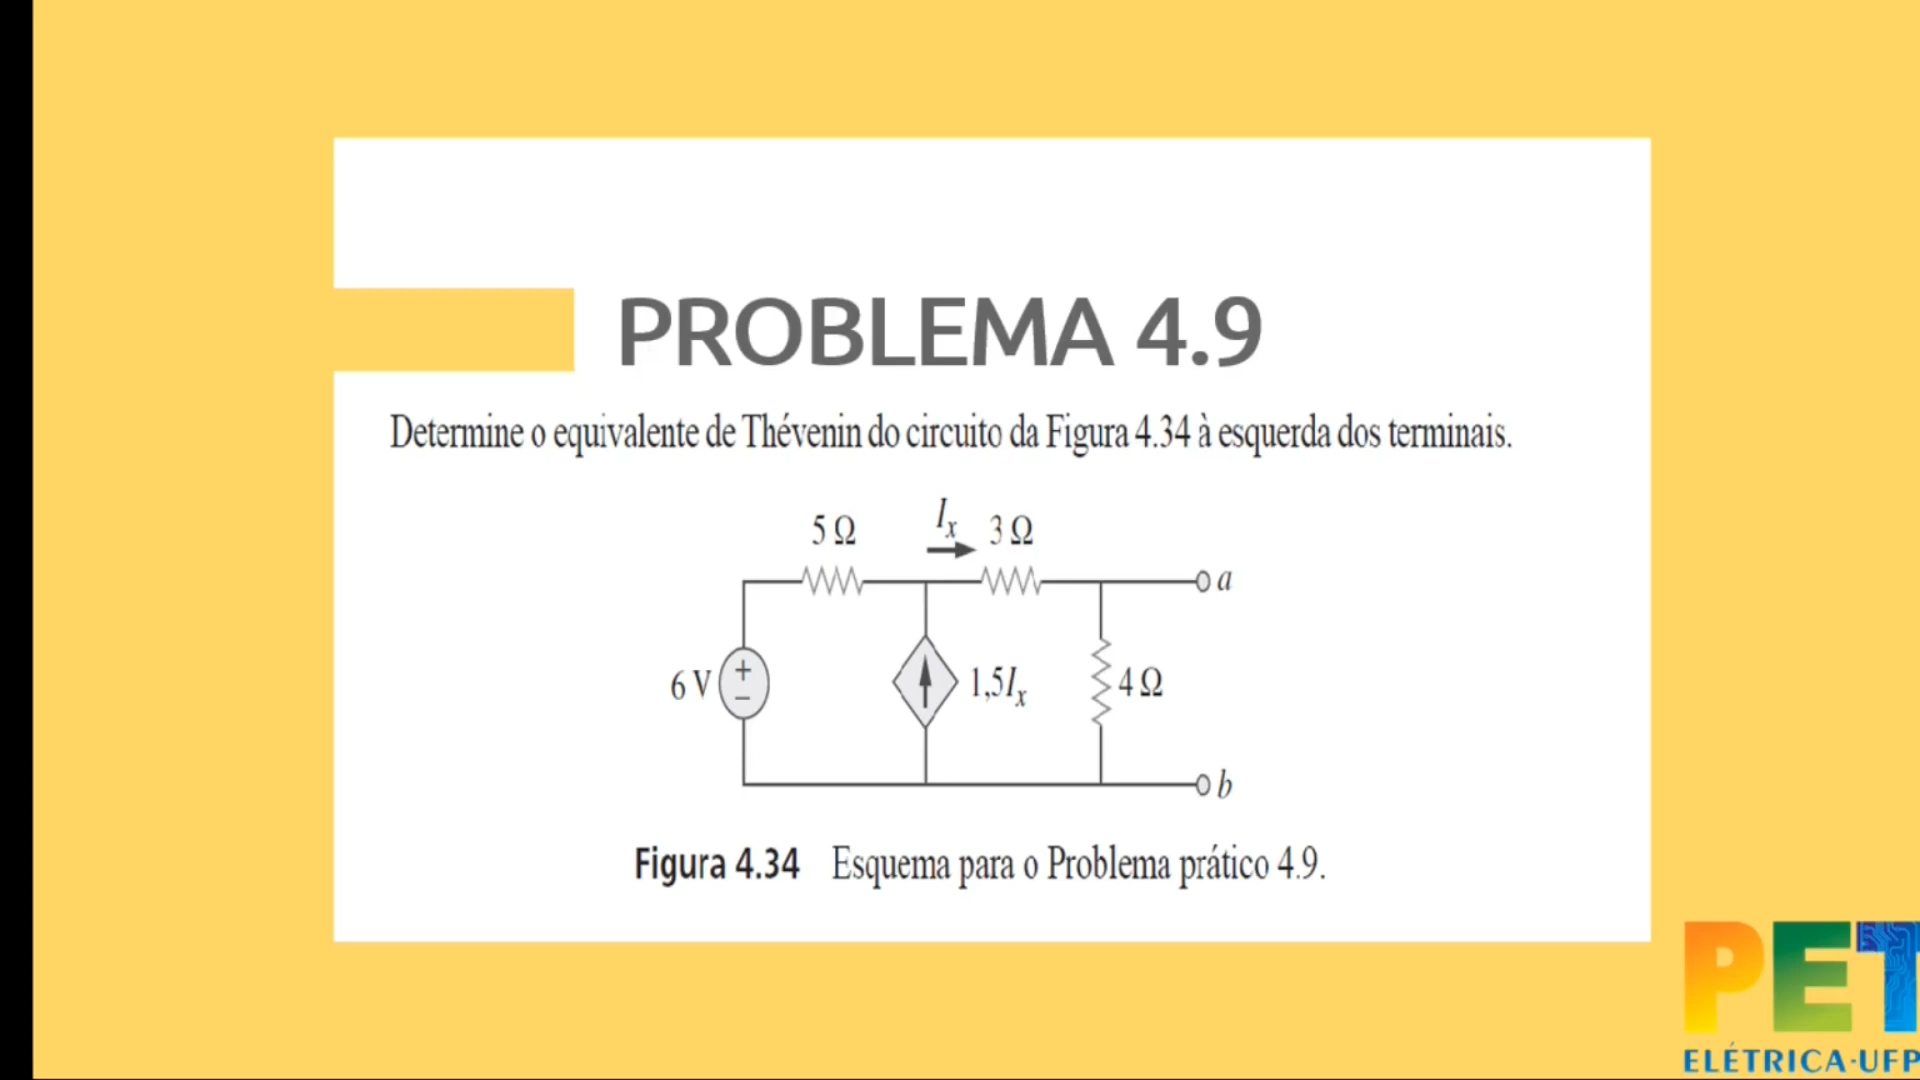 PROBLEMA 4.9
Determine o equivalente de Thévenin do circuito da Figura 4.34 à esquerda dos terminais.
5 Ω
Ix
3 Ω
a
6 V
+
−
1,5Ix
4 Ω
b
Figura 4.34 Esquema para o Problema prático 4.9.
PET
ELÉTRICA-UFP